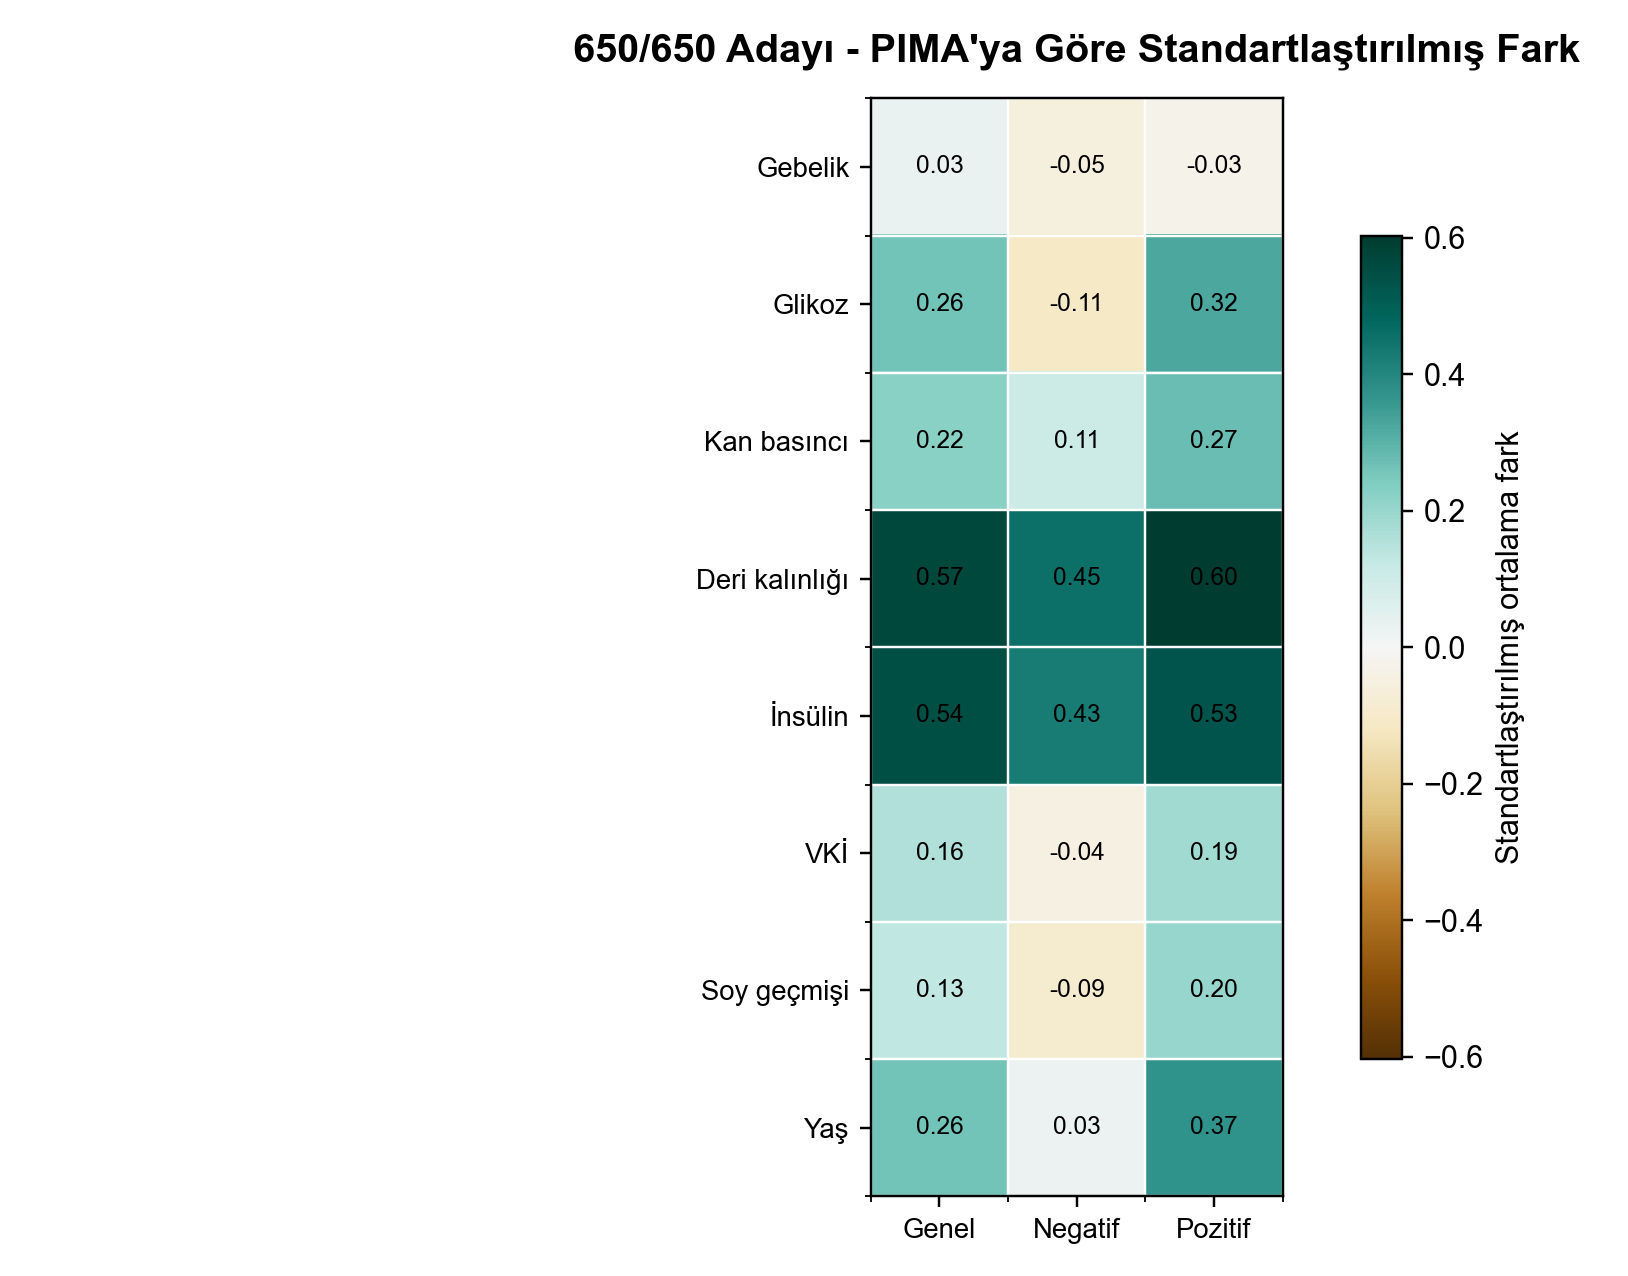 650/650 Adayı - PIMA'ya Göre Standartlaştırılmış Fark
Gebelik 0.03 -0.05 -0.03
Glikoz 0.26 -0.11 0.32
Kan basıncı 0.22 0.11 0.27
Deri kalınlığı 0.57 0.45 0.60
İnsülin 0.54 0.43 0.53
VKİ 0.16 -0.04 0.19
Soy geçmişi 0.13 -0.09 0.20
Yaş 0.26 0.03 0.37
Genel Negatif Pozitif
0.6
0.4
0.2
0.0
−0.2
−0.4
−0.6
Standartlaştırılmış ortalama fark